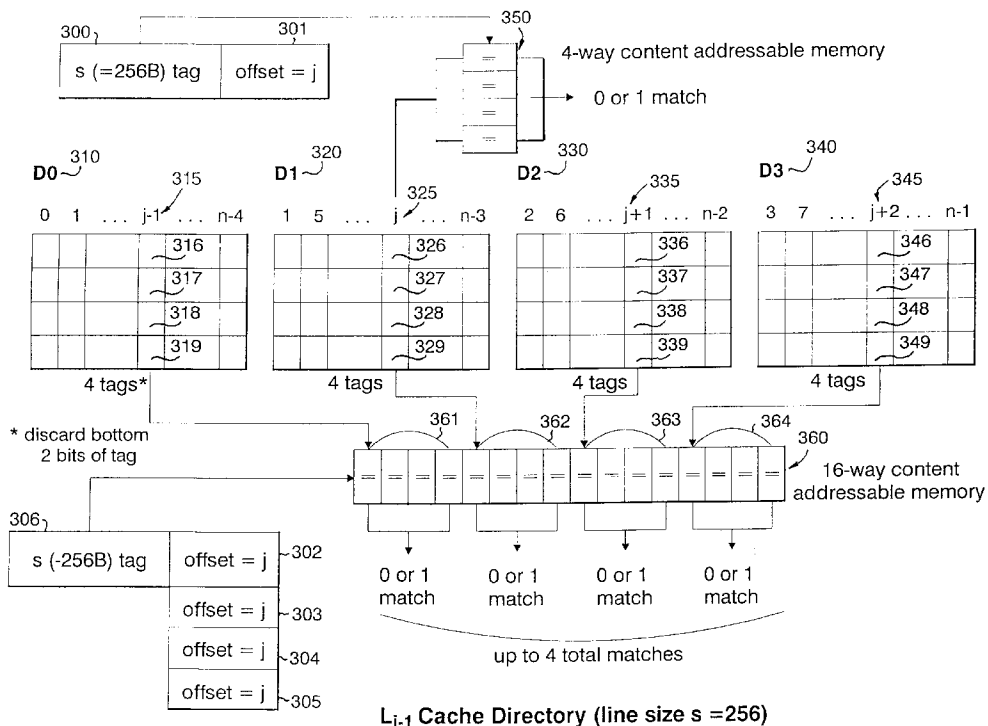 300
301
350
s (=256B) tag
offset = j
=
=
=
=
4-way content addressable memory
0 or 1 match
D0 310
D1 320
D2 330
D3 340
315
325
335
345
0 1 ... j-1 ... n-4
1 5 ... j ... n-3
2 6 ... j+1 ... n-2
3 7 ... j+2 ... n-1
316
326
336
346
317
327
337
347
318
328
338
348
319
329
339
349
4 tags*
4 tags
4 tags
4 tags
* discard bottom
2 bits of tag
361
362
363
364
360
= = = = = = = = = = = = = = = =
16-way content
addressable memory
306
s (-256B) tag
offset = j
302
offset = j
303
offset = j
304
offset = j
305
0 or 1
match
0 or 1
match
0 or 1
match
0 or 1
match
up to 4 total matches
Li-1 Cache Directory (line size s =256)